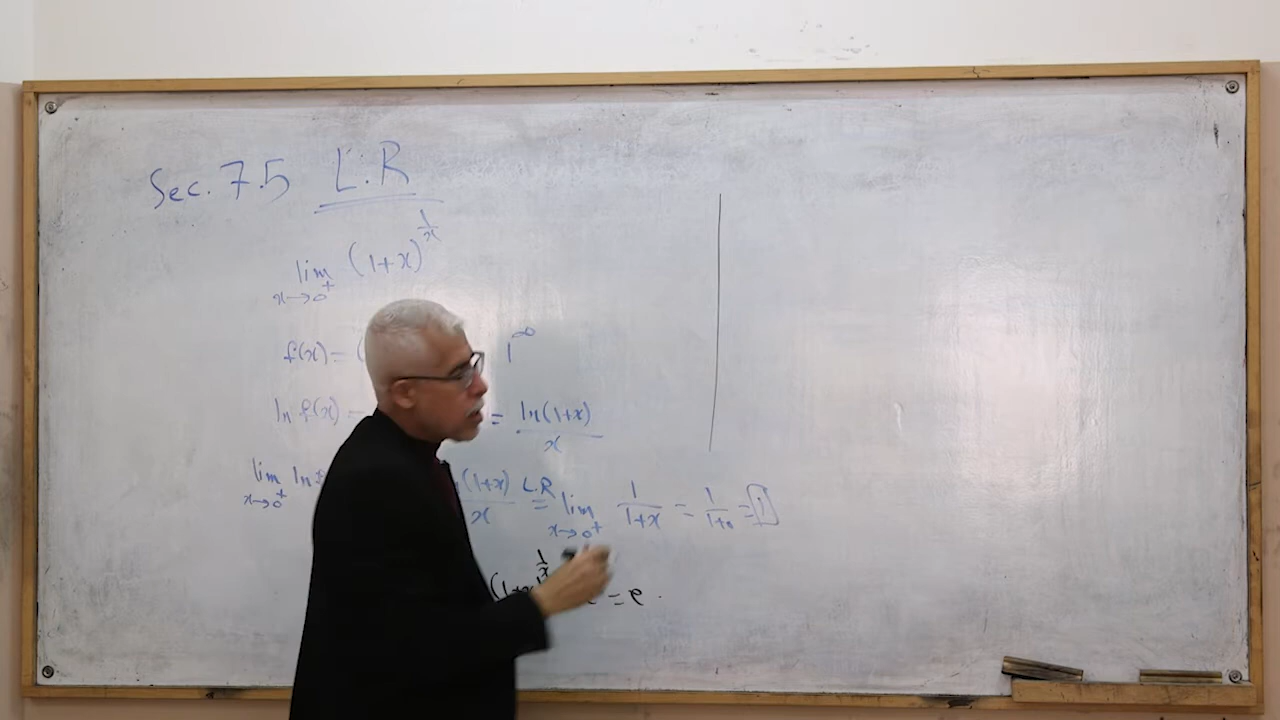 Sec. 7.5 L.R
lim x→0⁺ (1+x)^(1/x)
f(x) = ( 1^∞
ln f(x) = = ln(1+x)/x
lim x→0⁺ ln (1+x)/x L.R = lim x→0⁺ 1/(1+x) = 1/(1+0) = 1
(1+x)^(1/x) = e